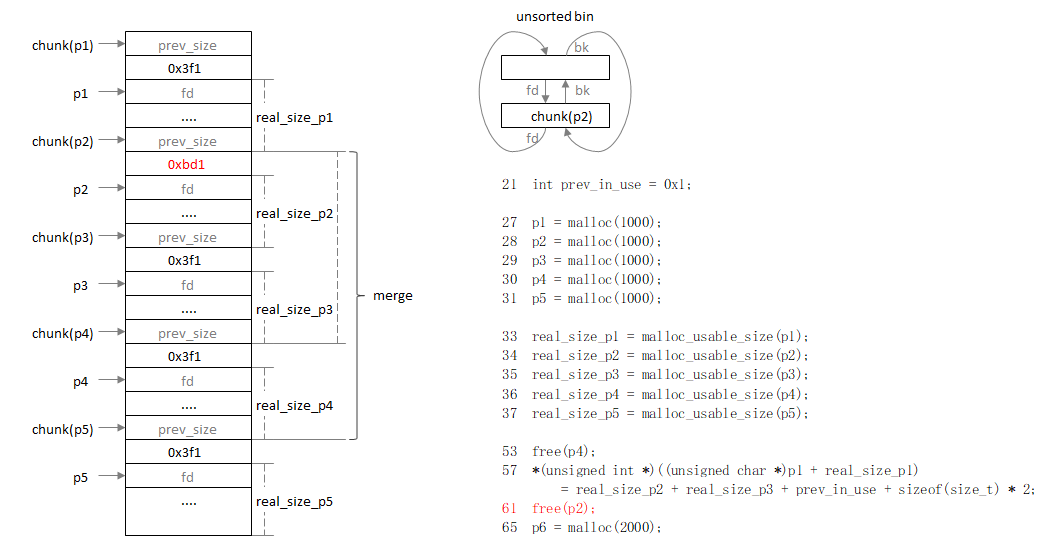 chunk(p1)
prev_size
0x3f1
p1
fd
....
real_size_p1
chunk(p2)
prev_size
0xbd1
p2
fd
....
real_size_p2
chunk(p3)
prev_size
0x3f1
p3
fd
....
real_size_p3
merge
chunk(p4)
prev_size
0x3f1
p4
fd
....
real_size_p4
chunk(p5)
prev_size
0x3f1
p5
fd
....
real_size_p5
unsorted bin
bk
fd
bk
chunk(p2)
fd
21 int prev_in_use = 0x1;
27 p1 = malloc(1000);
28 p2 = malloc(1000);
29 p3 = malloc(1000);
30 p4 = malloc(1000);
31 p5 = malloc(1000);
33 real_size_p1 = malloc_usable_size(p1);
34 real_size_p2 = malloc_usable_size(p2);
35 real_size_p3 = malloc_usable_size(p3);
36 real_size_p4 = malloc_usable_size(p4);
37 real_size_p5 = malloc_usable_size(p5);
53 free(p4);
57 *(unsigned int *)((unsigned char *)p1 + real_size_p1)
= real_size_p2 + real_size_p3 + prev_in_use + sizeof(size_t) * 2;
61 free(p2);
65 p6 = malloc(2000);